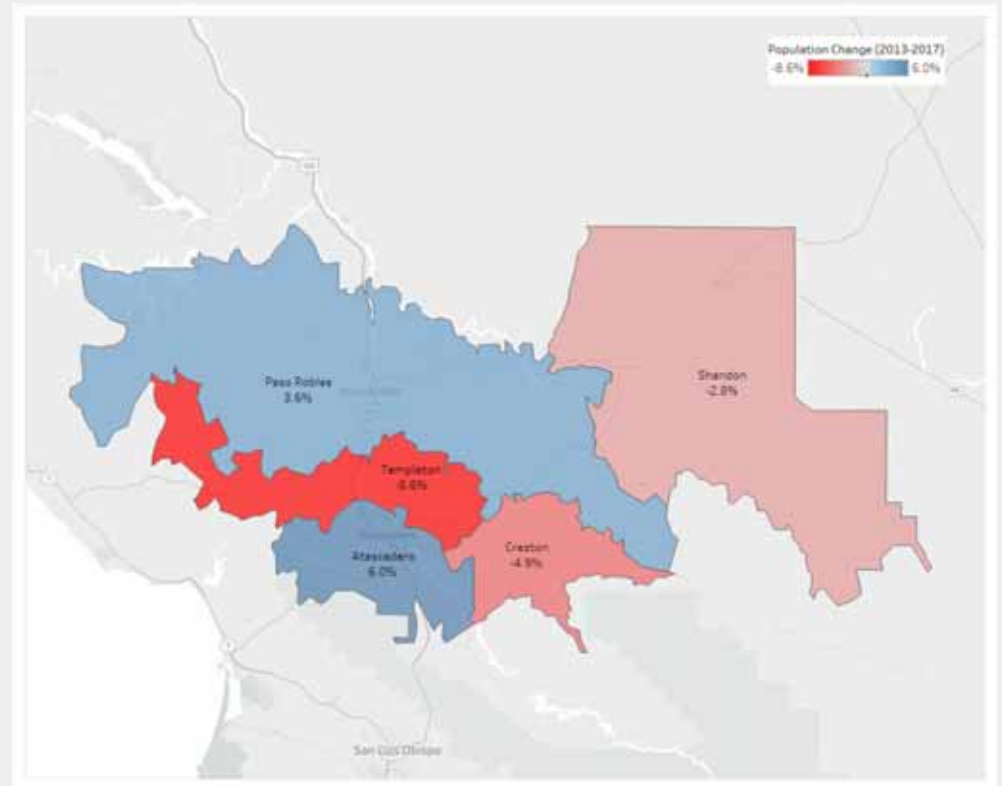 Population Change (2013-2017)
-8.6% 6.0%
Paso Robles
3.6%
Shandon
-2.8%
Templeton
-8.6%
Creston
-4.9%
Atascadero
6.0%
San Luis Obispo